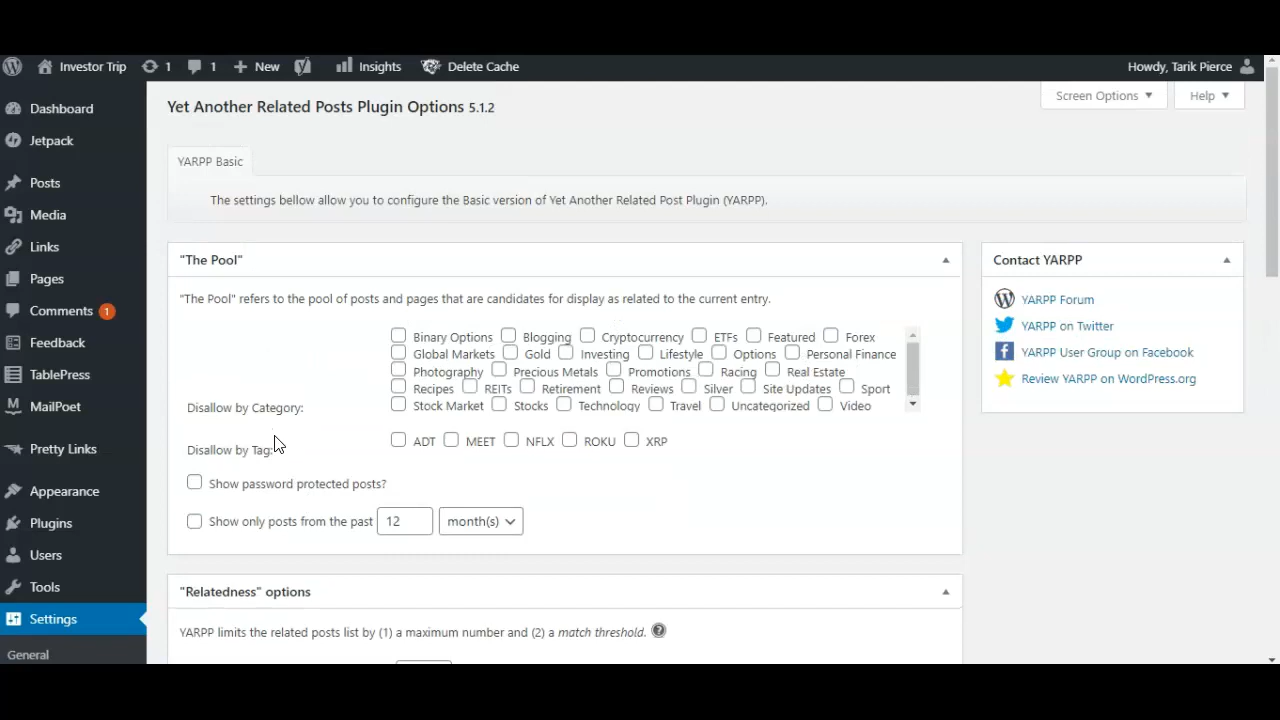 Investor Trip 1 1 New Insights Delete Cache Howdy, Tarik Pierce
Screen Options Help
Yet Another Related Posts Plugin Options 5.1.2
Dashboard
Jetpack
Posts
Media
Links
Pages
Comments 1
Feedback
TablePress
MailPoet
Pretty Links
Appearance
Plugins
Users
Tools
Settings
General
YARPP Basic
The settings bellow allow you to configure the Basic version of Yet Another Related Post Plugin (YARPP).
"The Pool"
"The Pool" refers to the pool of posts and pages that are candidates for display as related to the current entry.
Disallow by Category:
Binary Options Blogging Cryptocurrency ETFs Featured Forex
Global Markets Gold Investing Lifestyle Options Personal Finance
Photography Precious Metals Promotions Racing Real Estate
Recipes REITs Retirement Reviews Silver Site Updates Sport
Stock Market Stocks Technology Travel Uncategorized Video
Disallow by Tag:
ADT MEET NFLX ROKU XRP
Show password protected posts?
Show only posts from the past 12 month(s)
"Relatedness" options
YARPP limits the related posts list by (1) a maximum number and (2) a match threshold. ?
Contact YARPP
YARPP Forum
YARPP on Twitter
YARPP User Group on Facebook
Review YARPP on WordPress.org